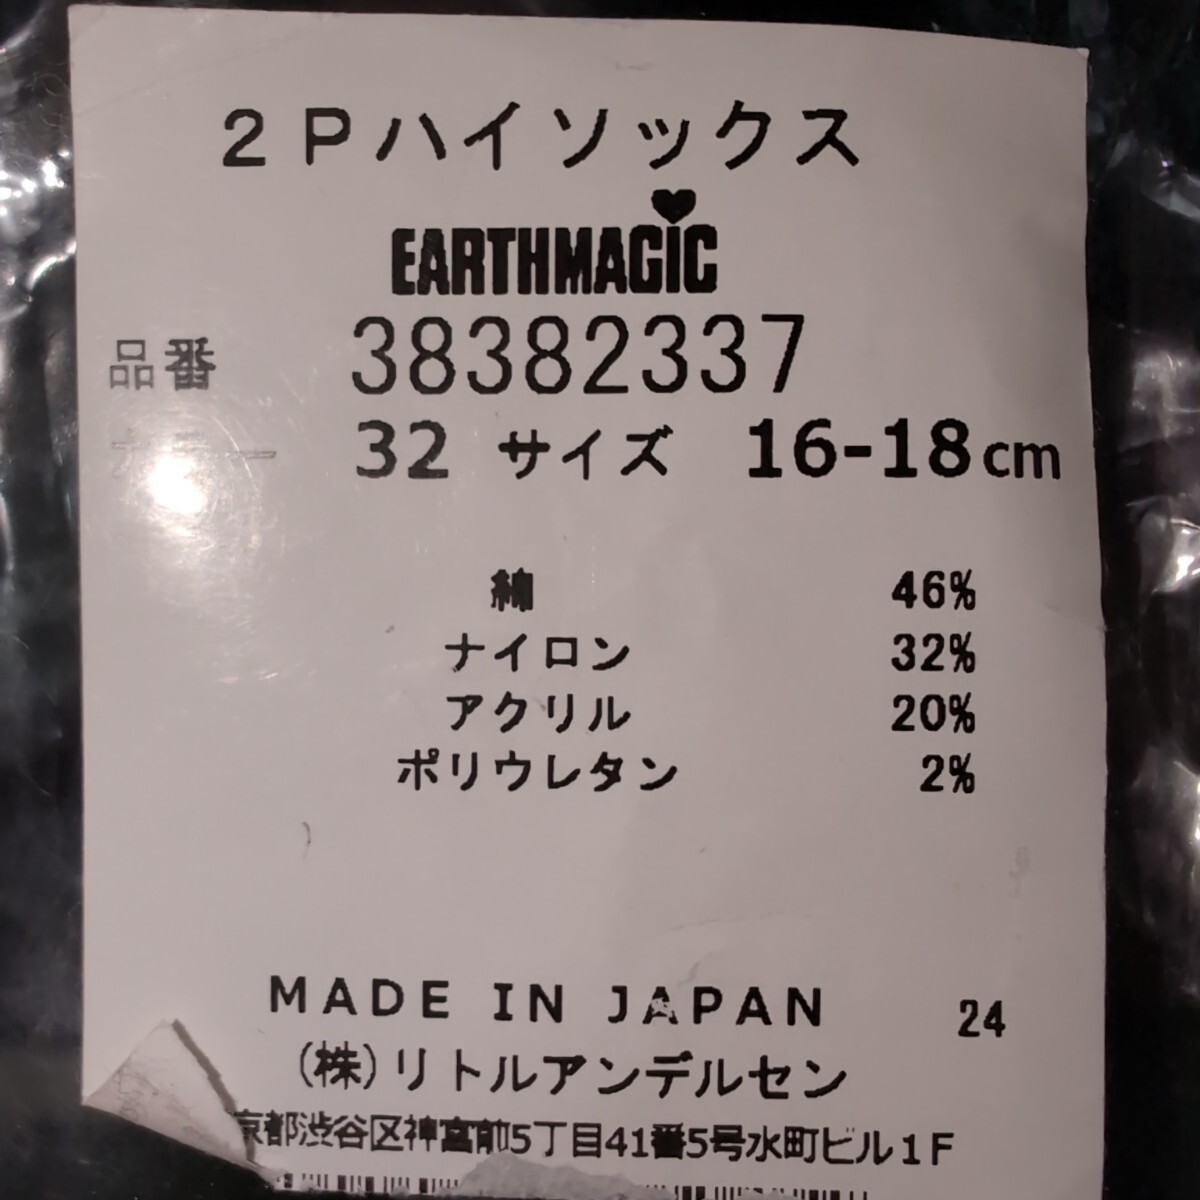 2Pハイソックス
EARTHMAGIC
品番 38382337
カラー 32 サイズ 16-18cm
綿 46%
ナイロン 32%
アクリル 20%
ポリウレタン 2%
MADE IN JAPAN 24
(株)リトルアンデルセン
京都渋谷区神宮前5丁目41番5号水町ビル1F